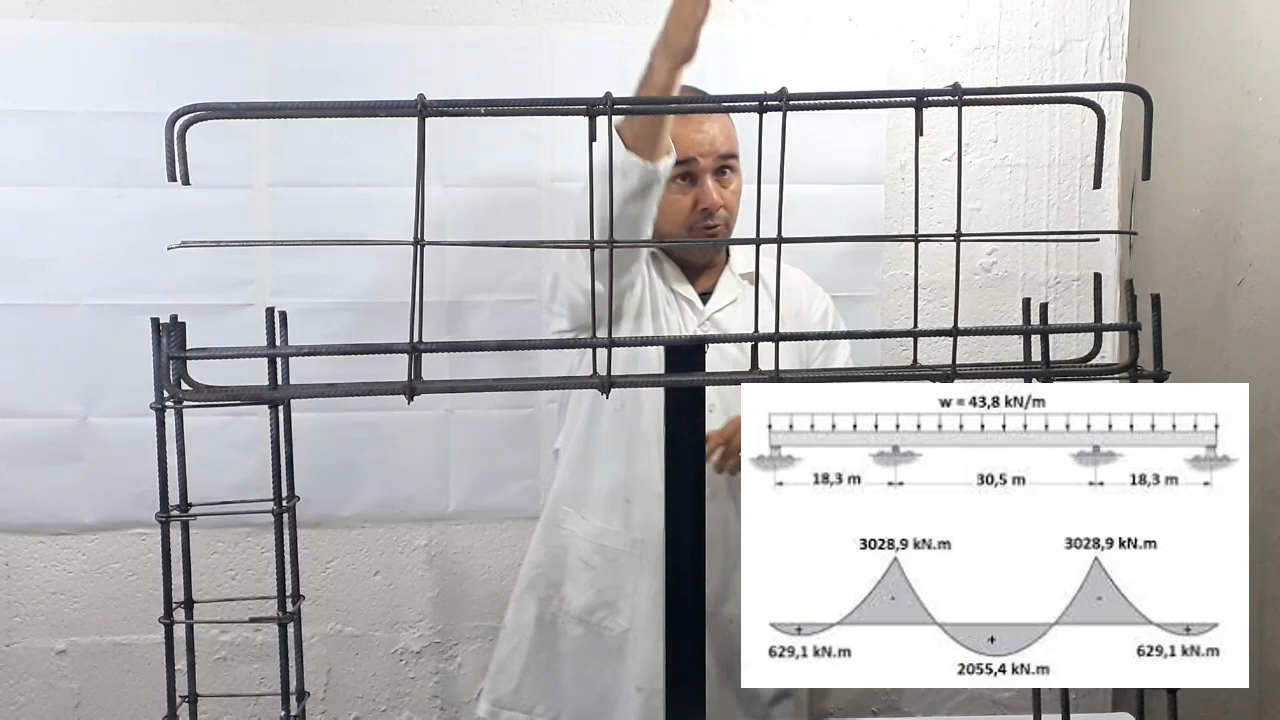 w = 43,8 kN/m
18,3 m 30,5 m 18,3 m
3028,9 kN.m 3028,9 kN.m
- -
+ + +
629,1 kN.m 2055,4 kN.m 629,1 kN.m